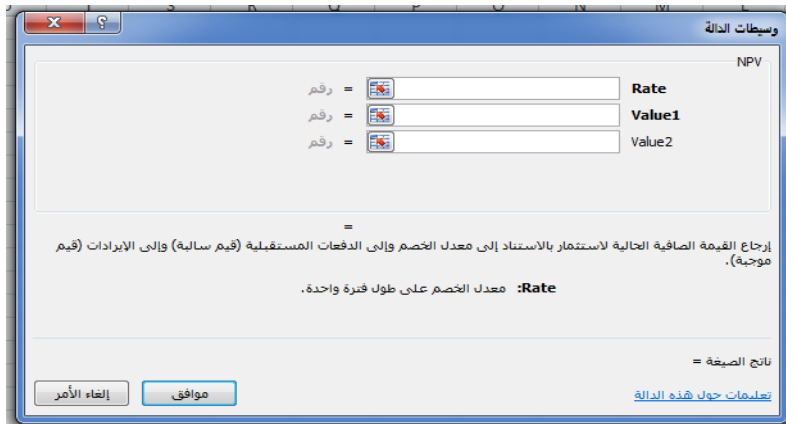 وسيطات الدالة
NPV
Rate = رقم
Value1 = رقم
Value2 = رقم
=
إرجاع القيمة الصافية الحالية لاستثمار بالاستناد إلى معدل الخصم وإلى الدفعات المستقبلية (قيم سالبة) وإلى الإيرادات (قيم
موجبة).
Rate: معدل الخصم على طول فترة واحدة.
ناتج الصيغة =
تعليمات حول هذه الدالة
موافق
إلغاء الأمر